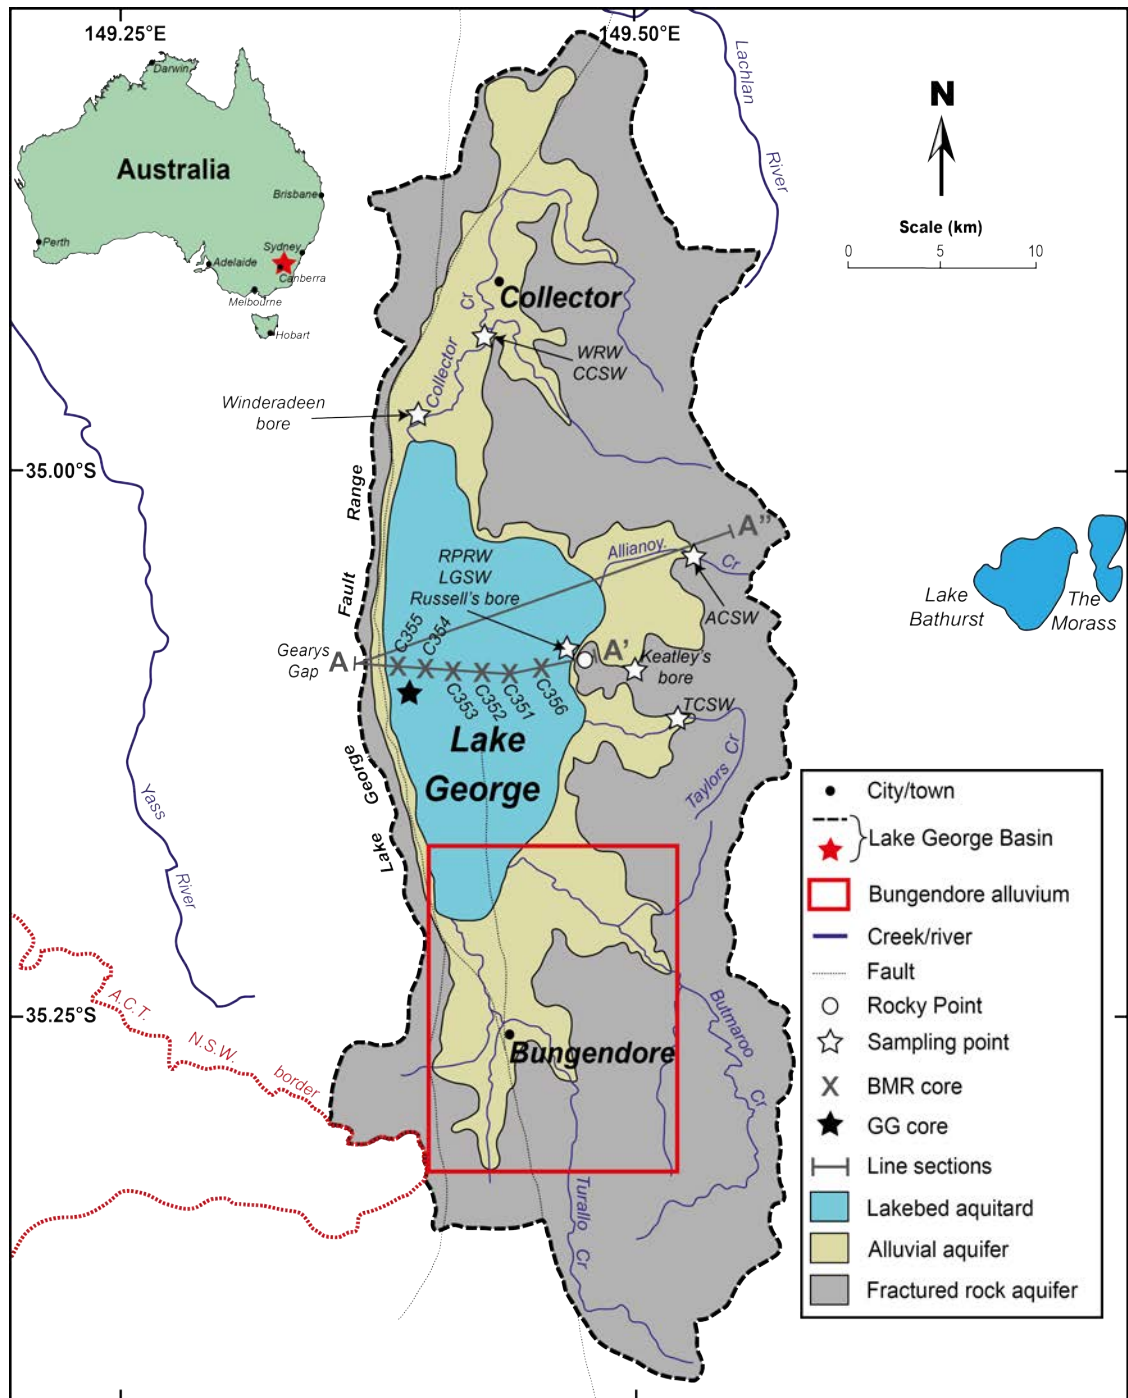 149.25°E
149.50°E
Darwin
Australia
Brisbane
Perth
Sydney
Adelaide
Canberra
Melbourne
Hobart
Lachlan
River
N
Scale (km)
0
5
10
Collector
Cr
Collector
WRW
CCSW
Winderadeen
bore
35.00°S
Range
Fault
George
Lake
A"
Allianoy.
Cr
RPRW
LGSW
Russell's bore
ACSW
Lake
Bathurst
The
Morass
Gearys
Gap
A
C355
C354
C353
C352
C351
C356
A'
Keatley's
bore
TCSW
Lake
George
Taylors Cr
Yass
River
A.C.T.
N.S.W.
border
35.25°S
Bungendore
Butmaroo
Cr
Turallo
Cr
City/town
Lake George Basin
Bungendore alluvium
Creek/river
Fault
Rocky Point
Sampling point
BMR core
GG core
Line sections
Lakebed aquitard
Alluvial aquifer
Fractured rock aquifer